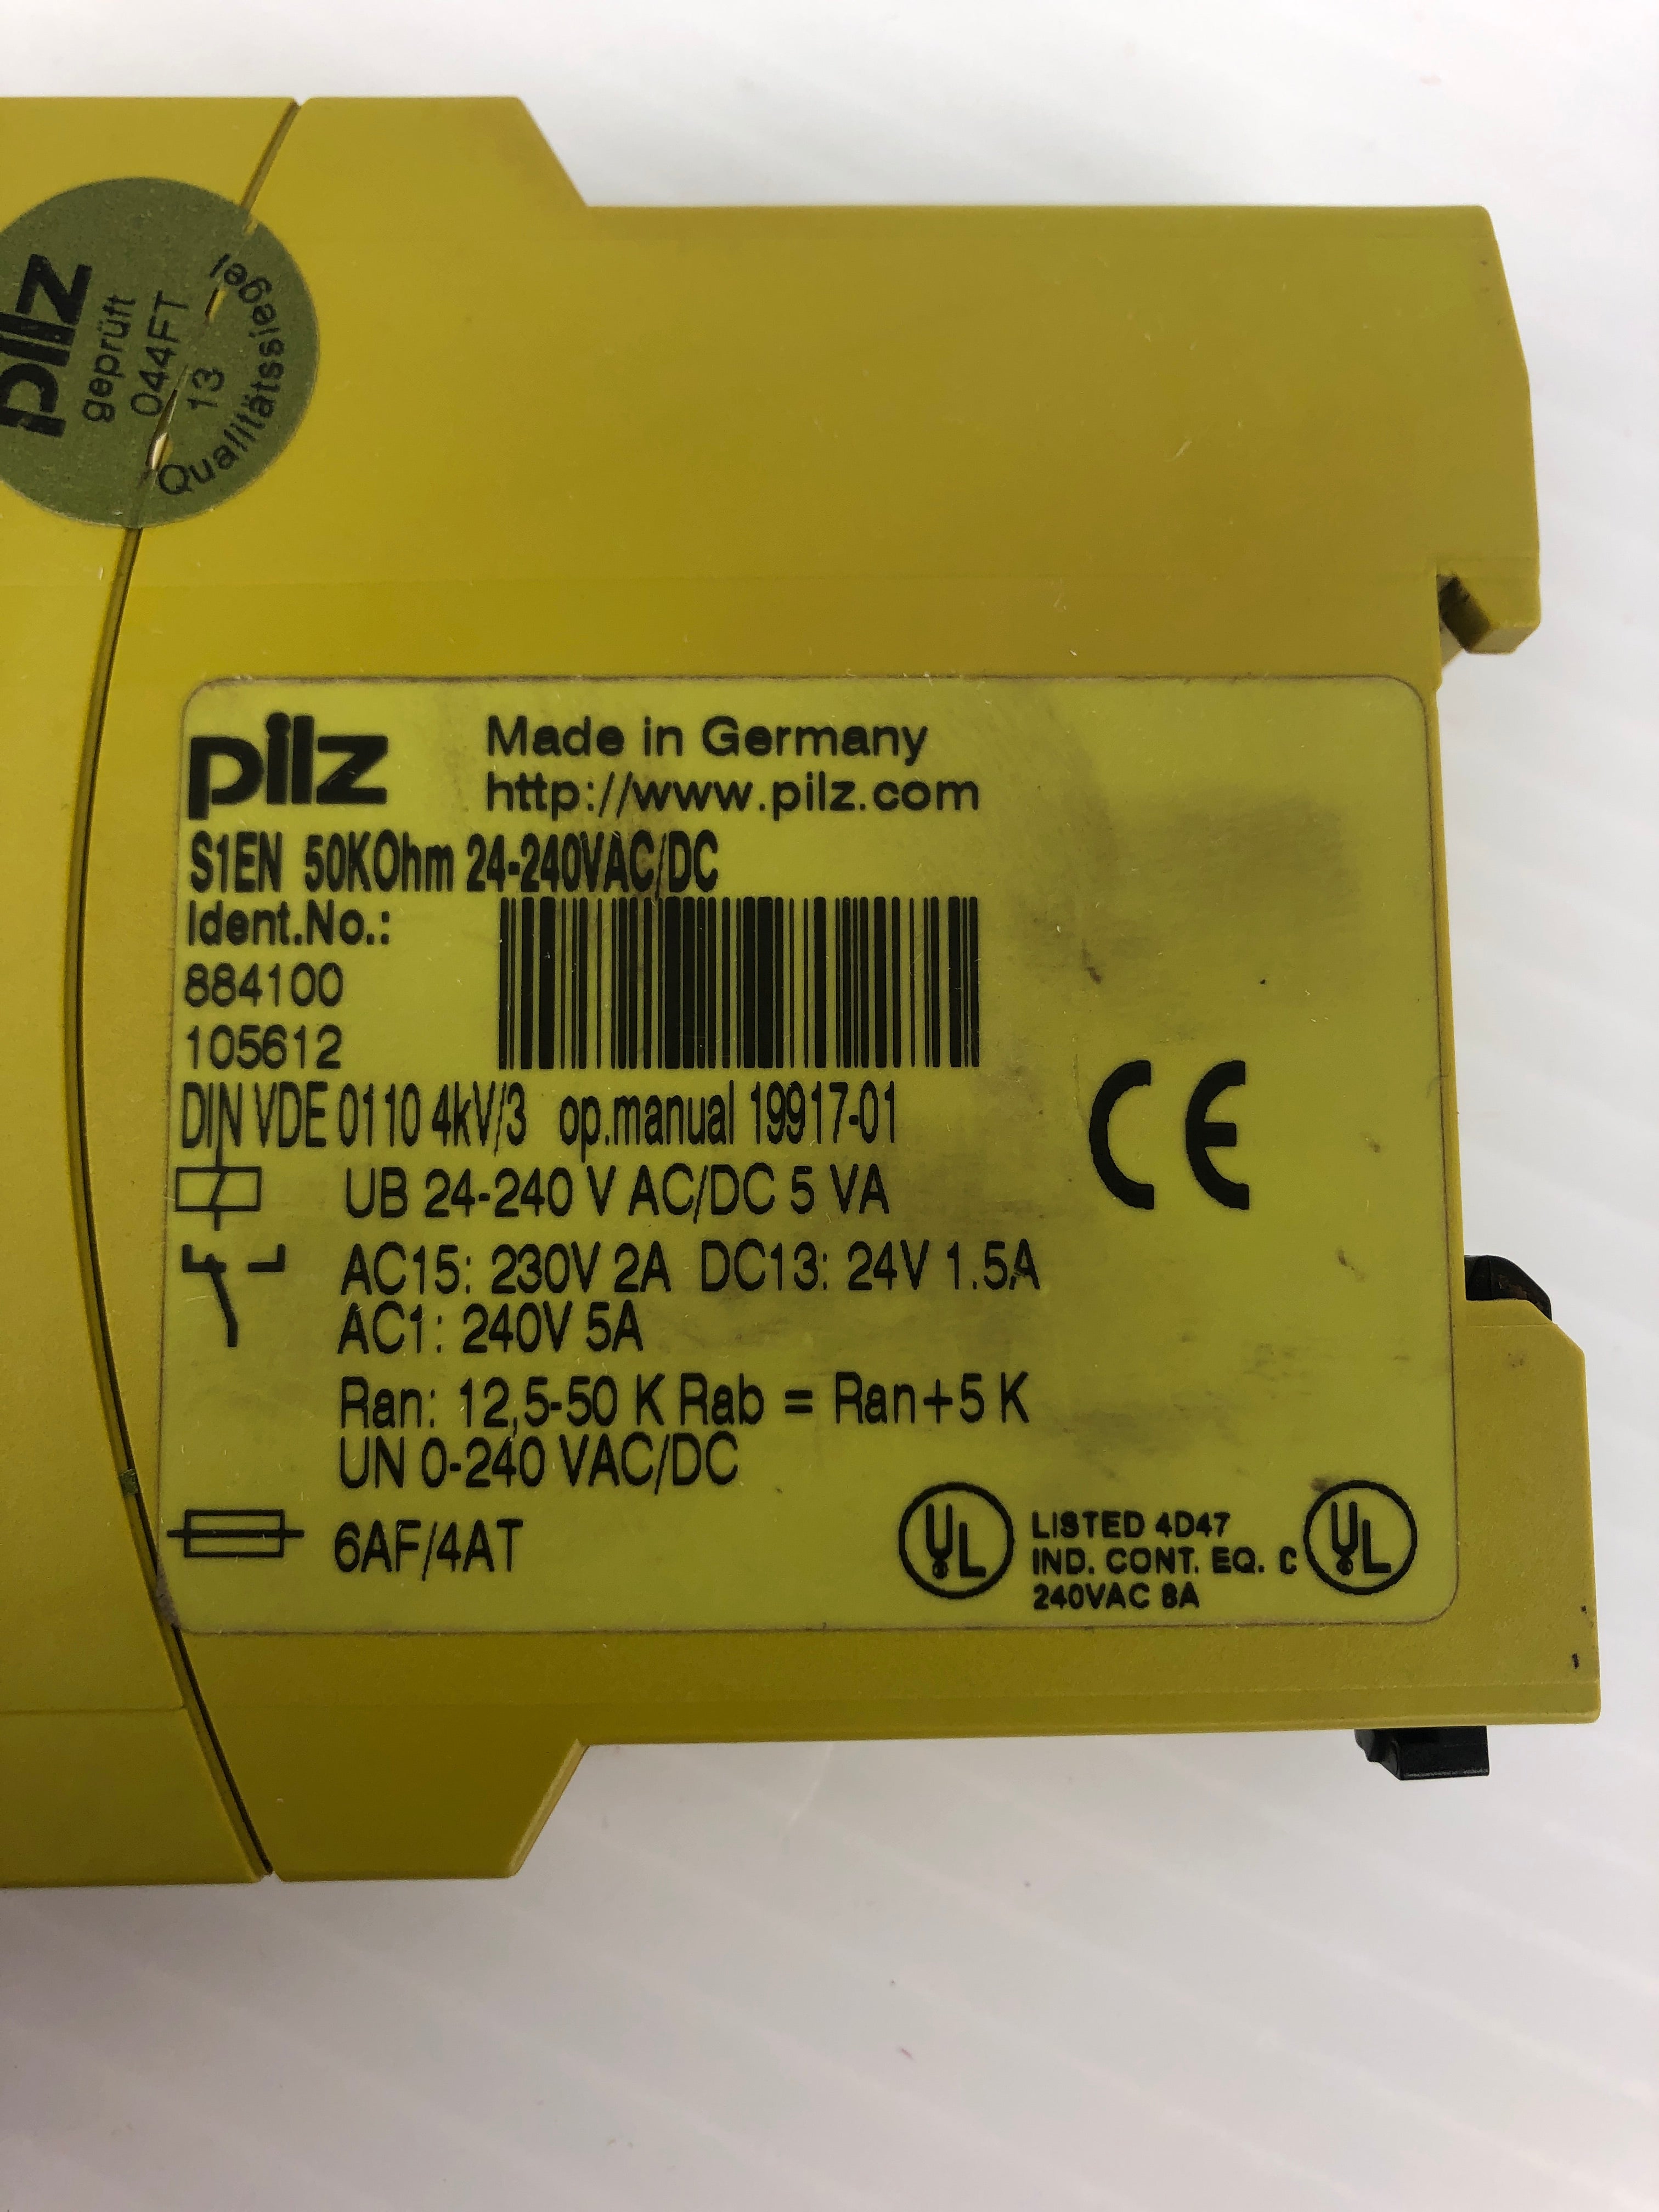 pilz
geprüft
044FT
13
Qualitätssiegel
pilz
Made in Germany
http://www.pilz.com
S1EN 50KOhm 24-240VAC/DC
Ident.No.:
884100
105612
DIN VDE 0110 4kV/3 op.manual 19917-01
CE
UB 24-240 V AC/DC 5 VA
AC15: 230V 2A DC13: 24V 1.5A
AC1: 240V 5A
Ran: 12,5-50 K Rab = Ran+5 K
UN 0-240 VAC/DC
6AF/4AT
UL LISTED 4D47
IND. CONT. EQ. C UL
240VAC 8A